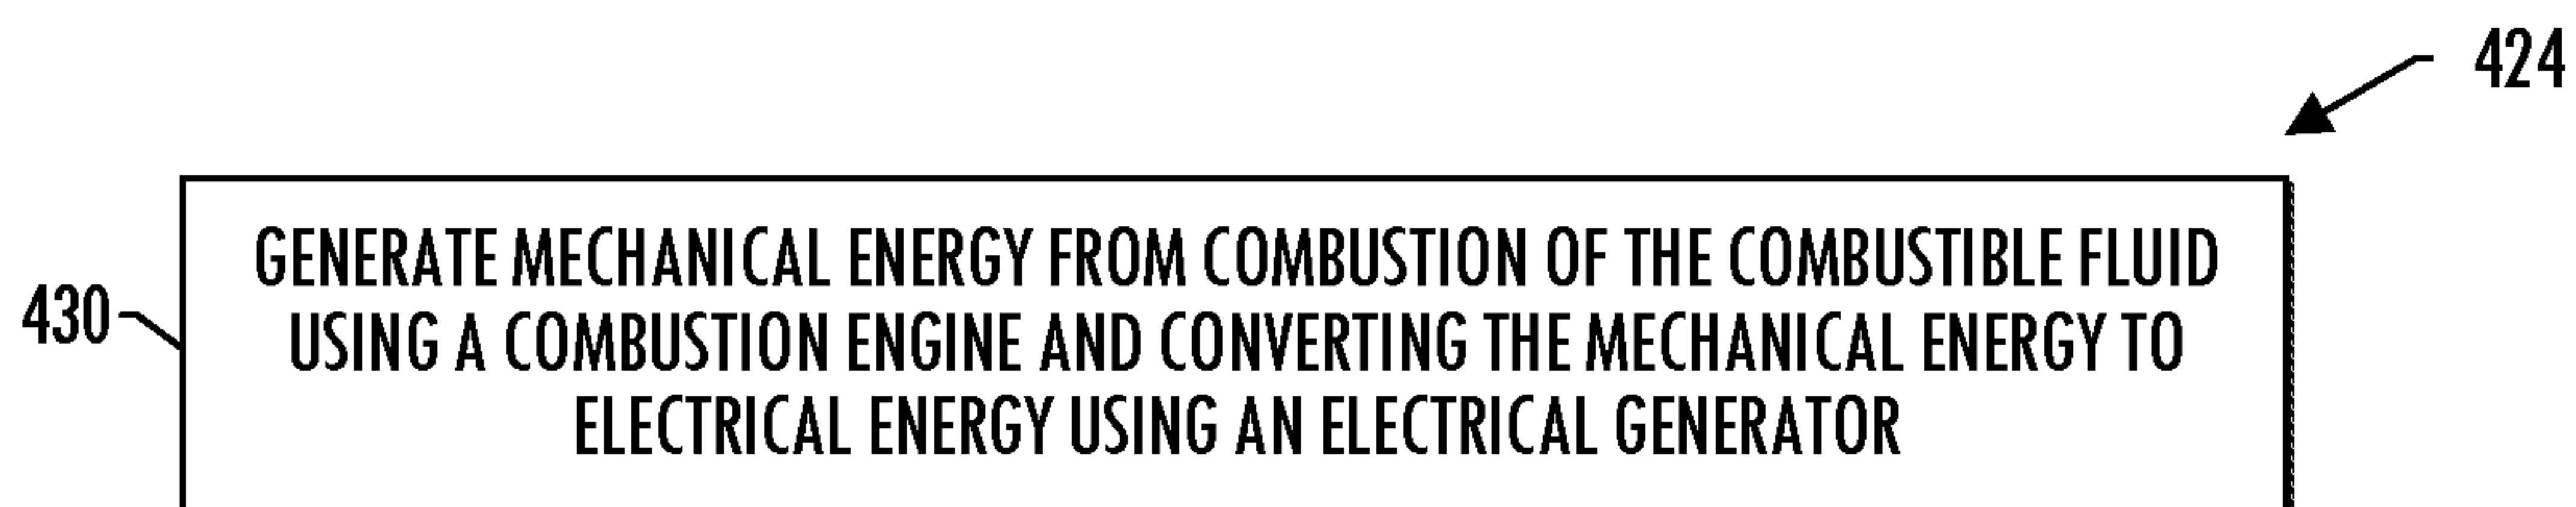 424
GENERATE MECHANICAL ENERGY FROM COMBUSTION OF THE COMBUSTIBLE FLUID
430
USING A COMBUSTION ENGINE AND CONVERTING THE MECHANICAL ENERGY TO
ELECTRICAL ENERGY USING AN ELECTRICAL GENERATOR